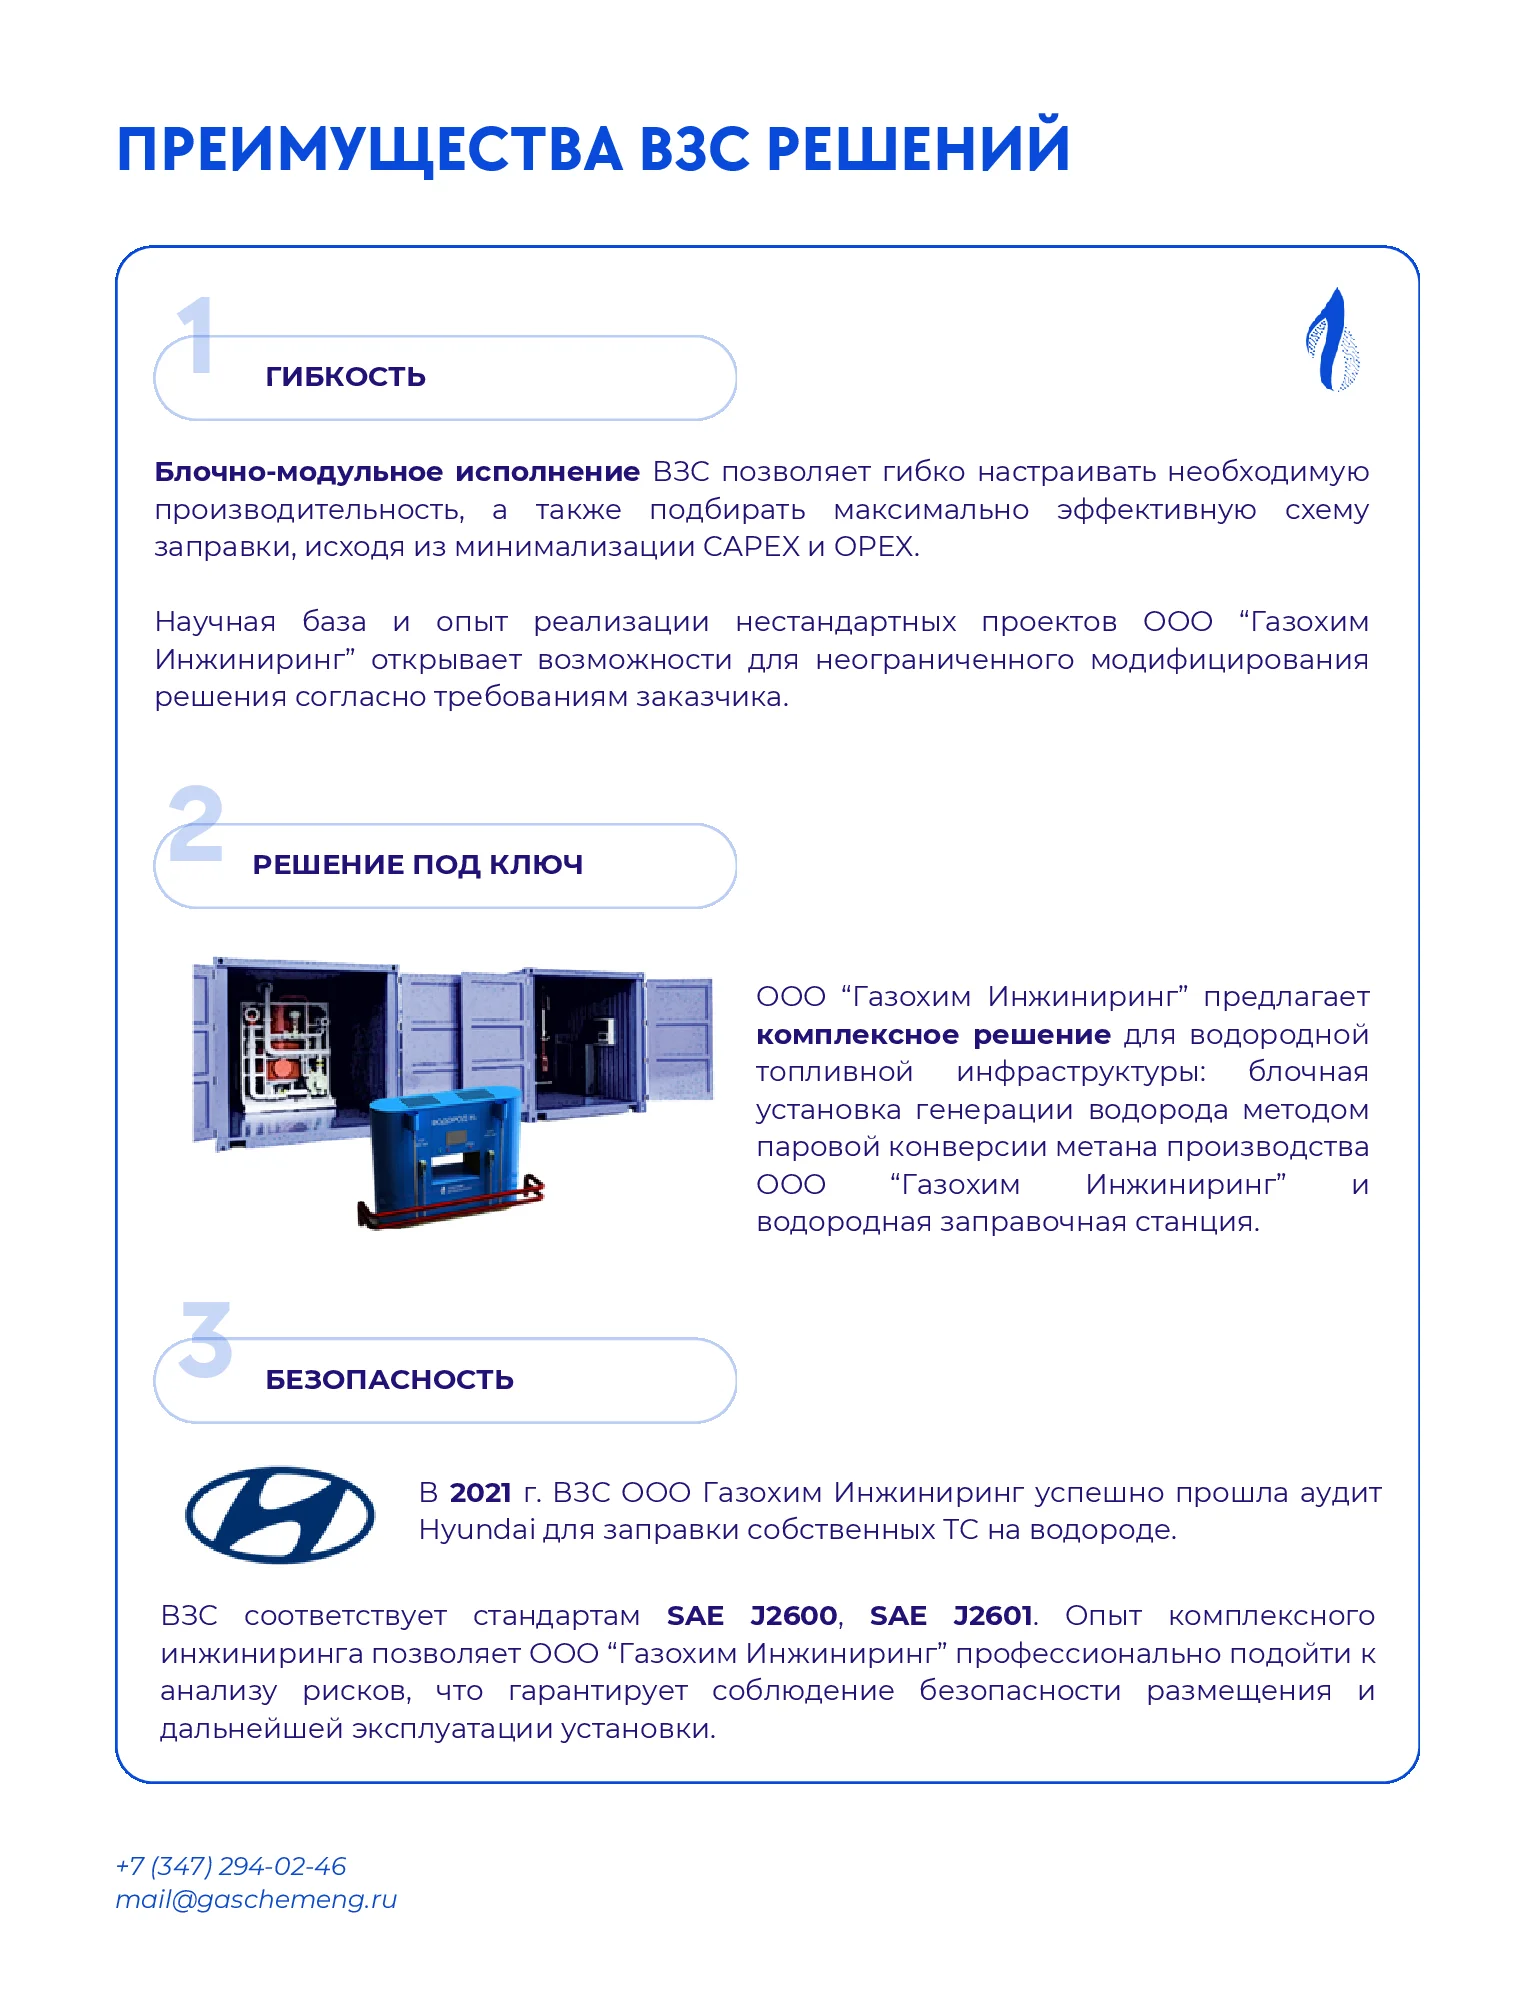 ПРЕИМУЩЕСТВА ВЗС РЕШЕНИЙ
1
ГИБКОСТЬ
Блочно-модульное исполнение ВЗС позволяет гибко настраивать необходимую
производительность, а также подбирать максимально эффективную схему
заправки, исходя из минимализации CAPEX и OPEX.
Научная база и опыт реализации нестандартных проектов ООО “Газохим
Инжиниринг” открывает возможности для неограниченного модифицирования
решения согласно требованиям заказчика.
2
РЕШЕНИЕ ПОД КЛЮЧ
ВОДОРОД
ООО “Газохим Инжиниринг” предлагает
комплексное решение для водородной
топливной инфраструктуры: блочная
установка генерации водорода методом
паровой конверсии метана производства
ООО “Газохим Инжиниринг” и
водородная заправочная станция.
3
БЕЗОПАСНОСТЬ
В 2021 г. ВЗС ООО Газохим Инжиниринг успешно прошла аудит
Hyundai для заправки собственных ТС на водороде.
ВЗС соответствует стандартам SAE J2600, SAE J2601. Опыт комплексного
инжиниринга позволяет ООО “Газохим Инжиниринг” профессионально подойти к
анализу рисков, что гарантирует соблюдение безопасности размещения и
дальнейшей эксплуатации установки.
+7 (347) 294-02-46
mail@gaschemeng.ru